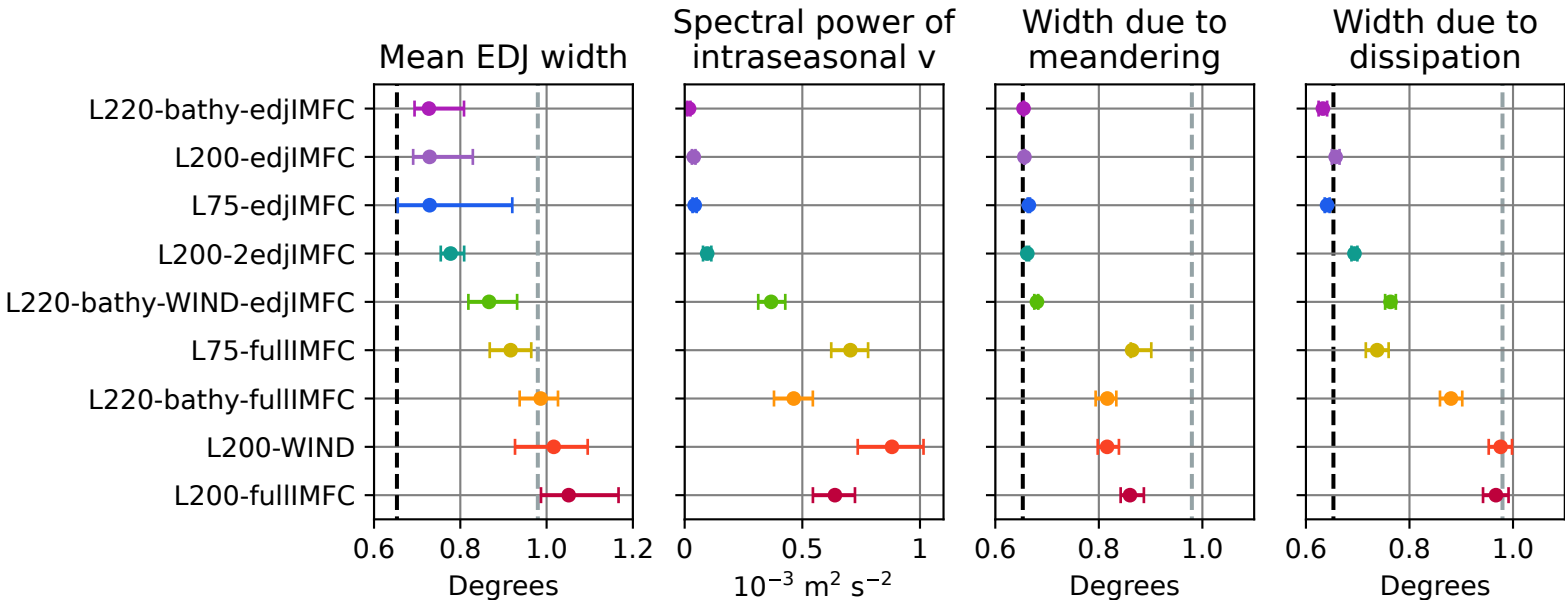 Mean EDJ width
Spectral power of
intraseasonal v
Width due to
meandering
Width due to
dissipation
L220-bathy-edjIMFC
L200-edjIMFC
L75-edjIMFC
L200-2edjIMFC
L220-bathy-WIND-edjIMFC
L75-fullIMFC
L220-bathy-fullIMFC
L200-WIND
L200-fullIMFC
0.6 0.8 1.0 1.2
Degrees
0 0.5 1
10⁻³ m² s⁻²
0.6 0.8 1.0
Degrees
0.6 0.8 1.0
Degrees